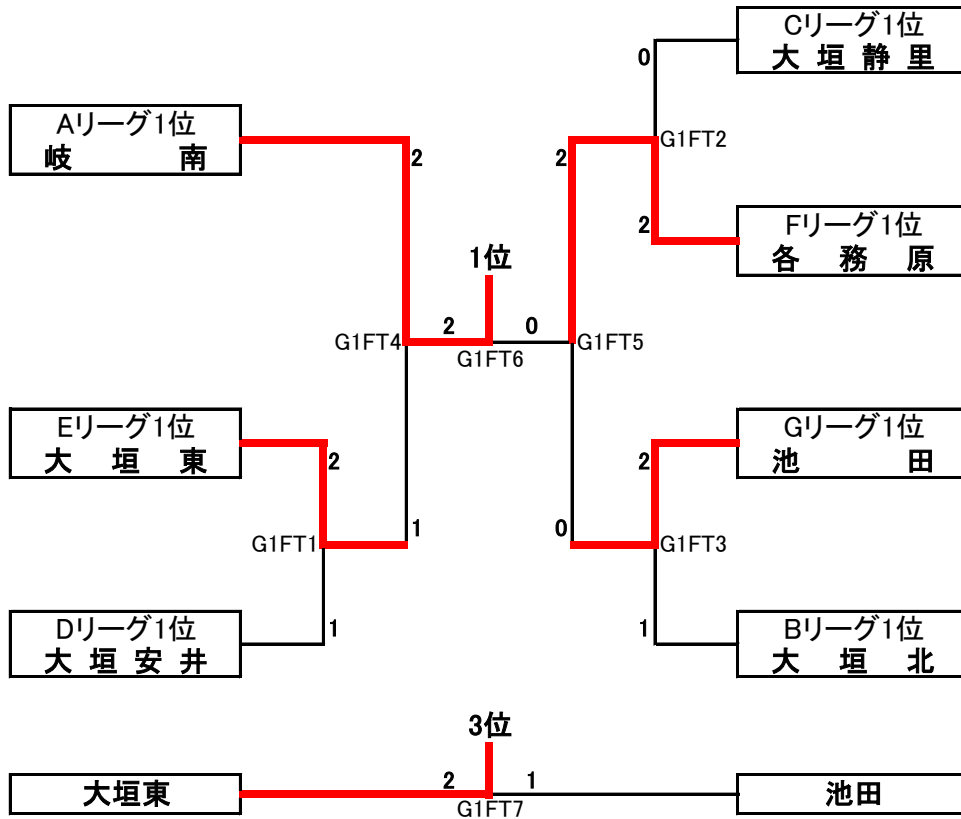 Cリーグ1位
大垣静里
0
Aリーグ1位
岐南
2
2
G1FT2
2
Fリーグ1位
各務原
1位
G1FT4
2
0
G1FT6
G1FT5
Eリーグ1位
大垣東
2
Gリーグ1位
池田
2
G1FT1
1
0
G1FT3
Dリーグ1位
大垣安井
1
1
Bリーグ1位
大垣北
3位
大垣東
2
1
G1FT7
池田